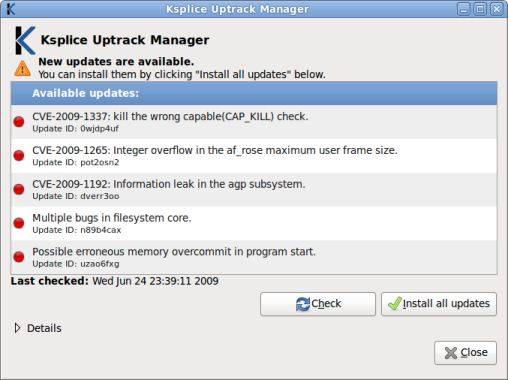 Ksplice Uptrack Manager
Ksplice Uptrack Manager
New updates are available.
You can install them by clicking "Install all updates" below.
Available updates:
CVE-2009-1337: kill the wrong capable(CAP_KILL) check.
Update ID: 0wjdp4uf
CVE-2009-1265: Integer overflow in the af_rose maximum user frame size.
Update ID: pot2osn2
CVE-2009-1192: Information leak in the agp subsystem.
Update ID: dverr3oo
Multiple bugs in filesystem core.
Update ID: n89b4cax
Possible erroneous memory overcommit in program start.
Update ID: uzao6fxg
Last checked: Wed Jun 24 23:39:11 2009
Check
Install all updates
Details
Close